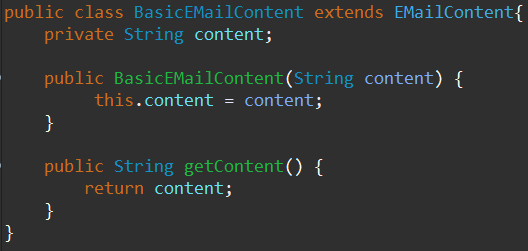 public class BasicEMailContent extends EMailContent{
    private String content;

    public BasicEMailContent(String content) {
         this.content = content;
    }

    public String getContent() {
        return content;
    }
}